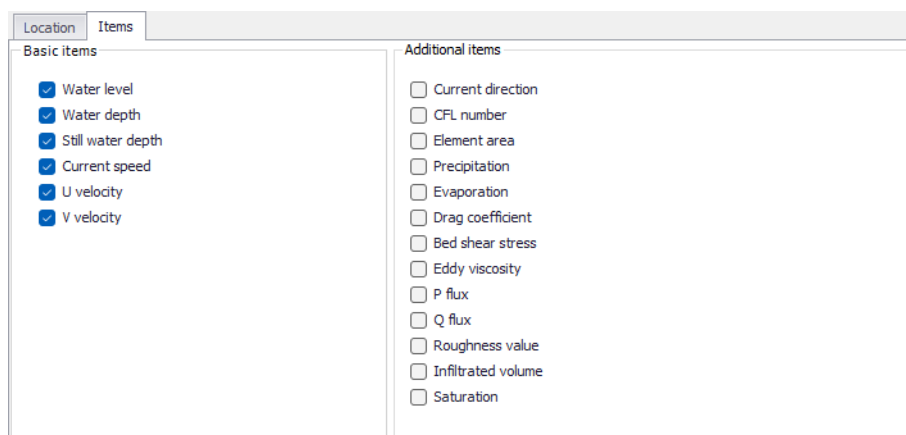 Location
Items
Basic items
Water level
Water depth
Still water depth
Current speed
U velocity
V velocity
Additional items
Current direction
CFL number
Element area
Precipitation
Evaporation
Drag coefficient
Bed shear stress
Eddy viscosity
P flux
Q flux
Roughness value
Infiltrated volume
Saturation